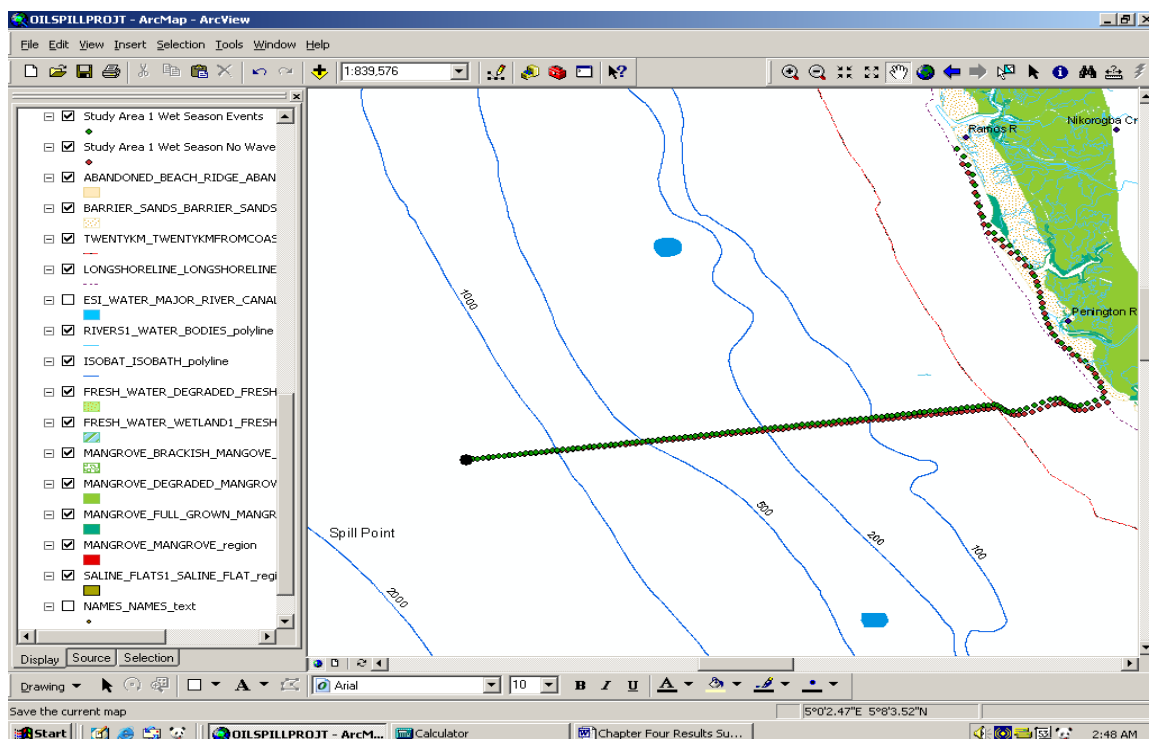 OILSPILLPROJT - ArcMap - ArcView
File Edit View Insert Selection Tools Window Help
1:839,576
Study Area 1 Wet Season Events
Study Area 1 Wet Season No Wave
ABANDONED_BEACH_RIDGE_ABAN
BARRIER_SANDS_BARRIER_SANDS
TWENTYKM_TWENTYKMFROMCOAS
LONGSHORELINE_LONGSHORELINE
ESI_WATER_MAJOR_RIVER_CANAL
RIVERS1_WATER_BODIES_polyline
ISOBAT_ISOBATH_polyline
FRESH_WATER_DEGRADED_FRESH
FRESH_WATER_WETLAND1_FRESH
MANGROVE_BRACKISH_MANGOVE_
MANGROVE_DEGRADED_MANGROV
MANGROVE_FULL_GROWN_MANGR
MANGROVE_MANGROVE_region
SALINE_FLATS1_SALINE_FLAT_regi
NAMES_NAMES_text
Display Source Selection
Nikorogba Cr
Ramos R
1000
Penington R
Spill Point
500
200
100
2000
Drawing
A
Arial
10
B I U A
Save the current map
5°0'2.47"E 5°8'3.52"N
Start
OILSPILLPROJT - ArcM...
Calculator
Chapter Four Results Su...
2:48 AM